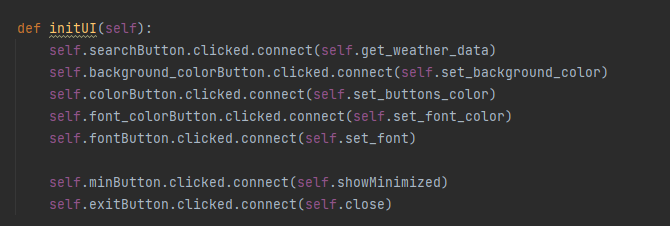 def initUI(self):
    self.searchButton.clicked.connect(self.get_weather_data)
    self.background_colorButton.clicked.connect(self.set_background_color)
    self.colorButton.clicked.connect(self.set_buttons_color)
    self.font_colorButton.clicked.connect(self.set_font_color)
    self.fontButton.clicked.connect(self.set_font)

    self.minButton.clicked.connect(self.showMinimized)
    self.exitButton.clicked.connect(self.close)